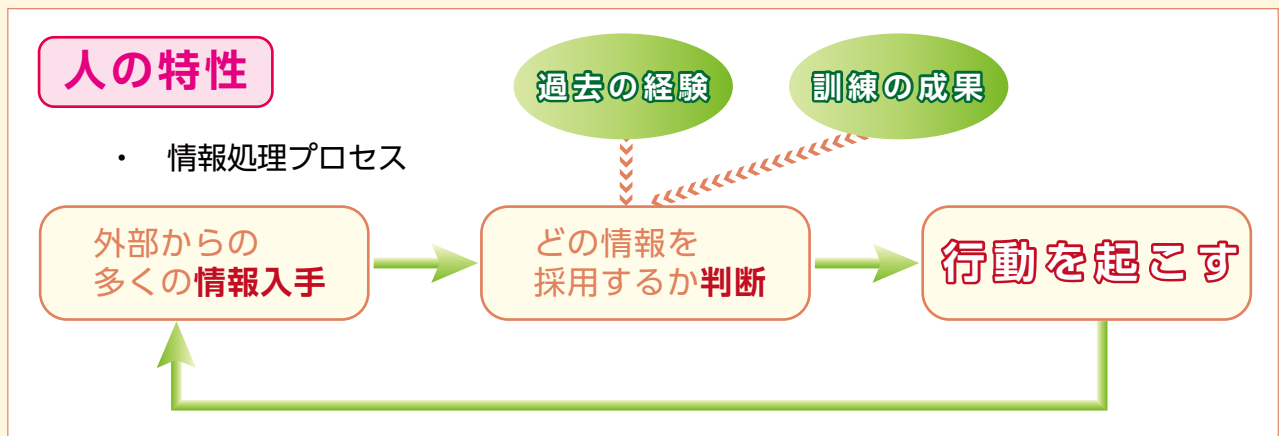 人の特性
過去の経験
訓練の成果
・ 情報処理プロセス
外部からの
多くの情報入手
どの情報を
採用するか判断
行動を起こす